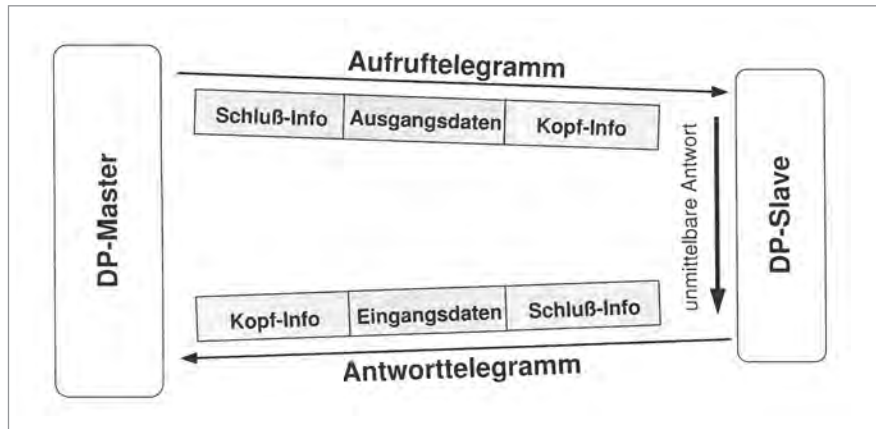 Aufruftelegramm
Schluß-Info Ausgangsdaten Kopf-Info
DP-Master
unmittelbare Antwort
DP-Slave
Kopf-Info Eingangsdaten Schluß-Info
Antworttelegramm